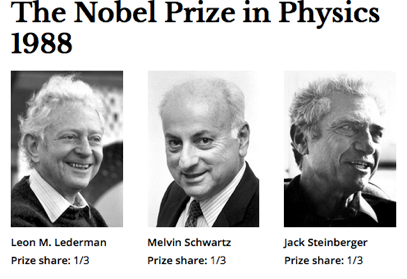 The Nobel Prize in Physics
1988
Leon M. Lederman
Prize share: 1/3
Melvin Schwartz
Prize share: 1/3
Jack Steinberger
Prize share: 1/3